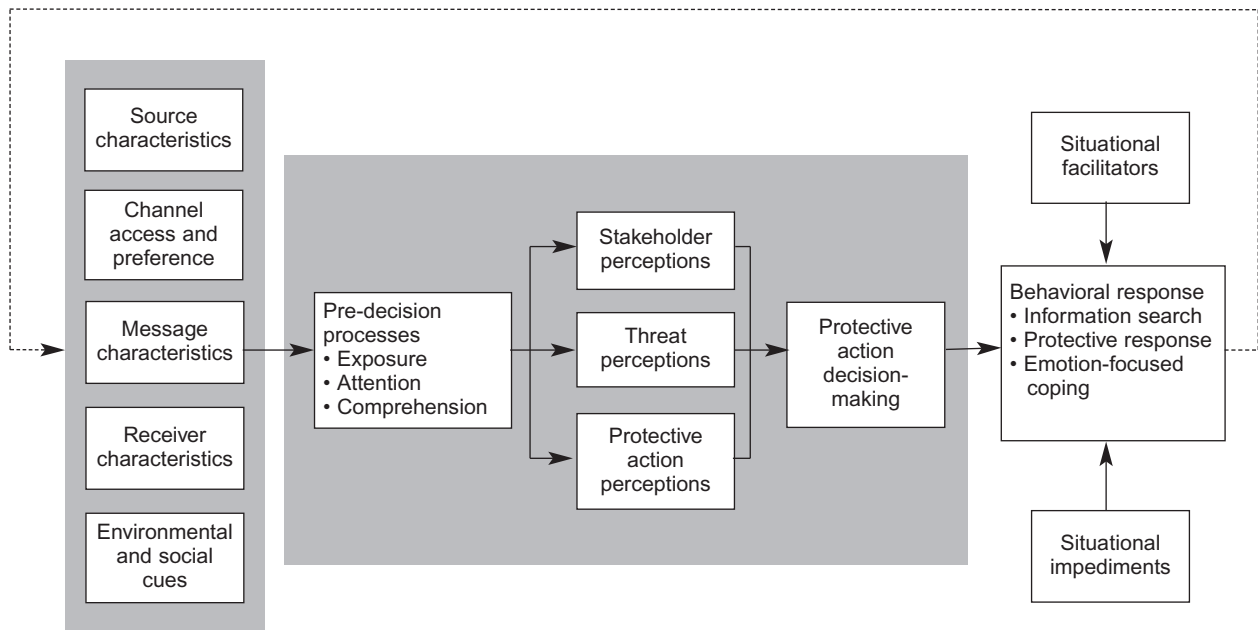 Source
characteristics
Channel
access and
preference
Message
characteristics
Receiver
characteristics
Environmental
and social
cues
Pre-decision
processes
• Exposure
• Attention
• Comprehension
Stakeholder
perceptions
Threat
perceptions
Protective
action
perceptions
Protective
action
decision-
making
Situational
facilitators
Behavioral response
• Information search
• Protective response
• Emotion-focused
coping
Situational
impediments